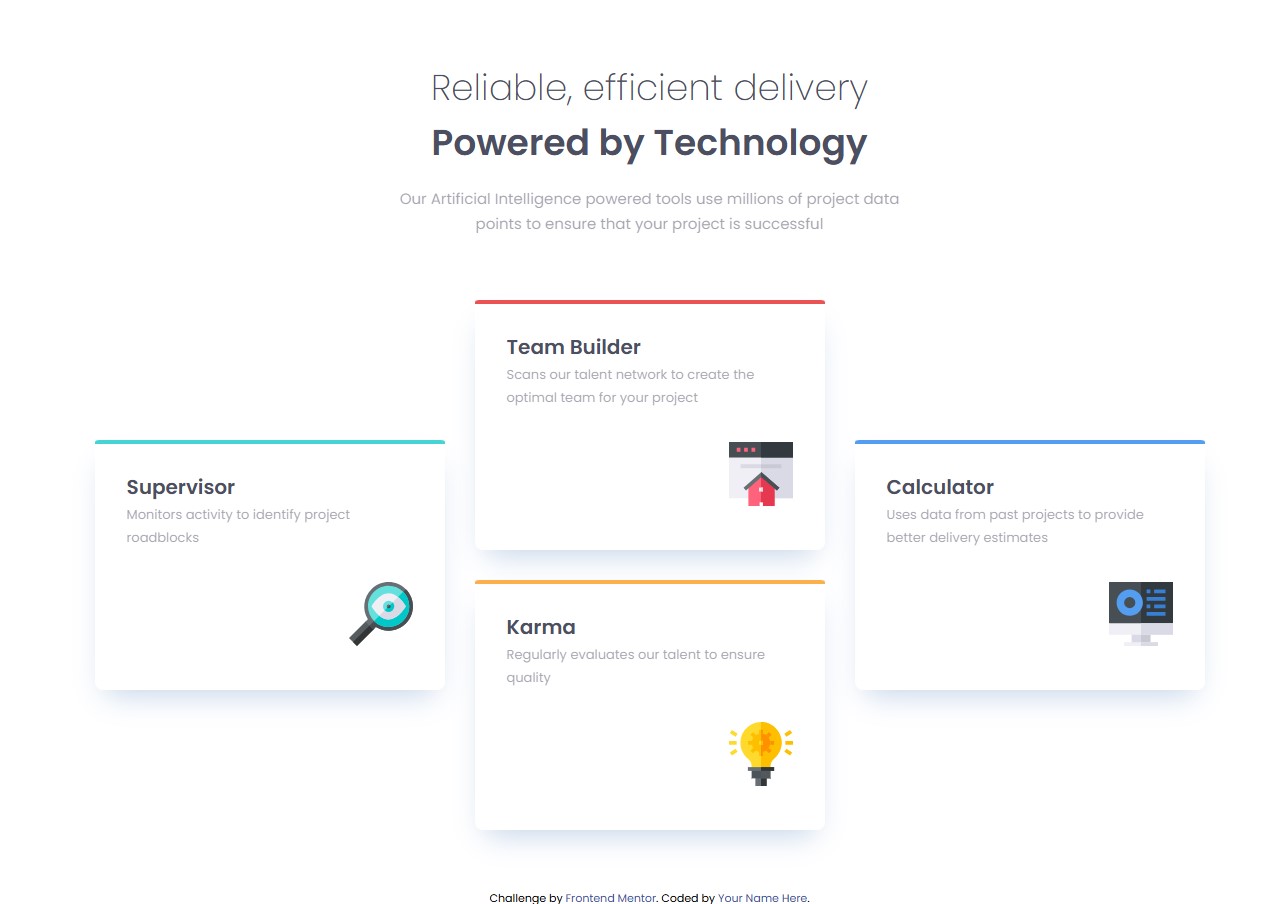 Reliable, efficient delivery
Powered by Technology
Our Artificial Intelligence powered tools use millions of project data
points to ensure that your project is successful
Team Builder
Scans our talent network to create the
optimal team for your project
Supervisor
Monitors activity to identify project
roadblocks
Calculator
Uses data from past projects to provide
better delivery estimates
Karma
Regularly evaluates our talent to ensure
quality
Challenge by Frontend Mentor. Coded by Your Name Here.